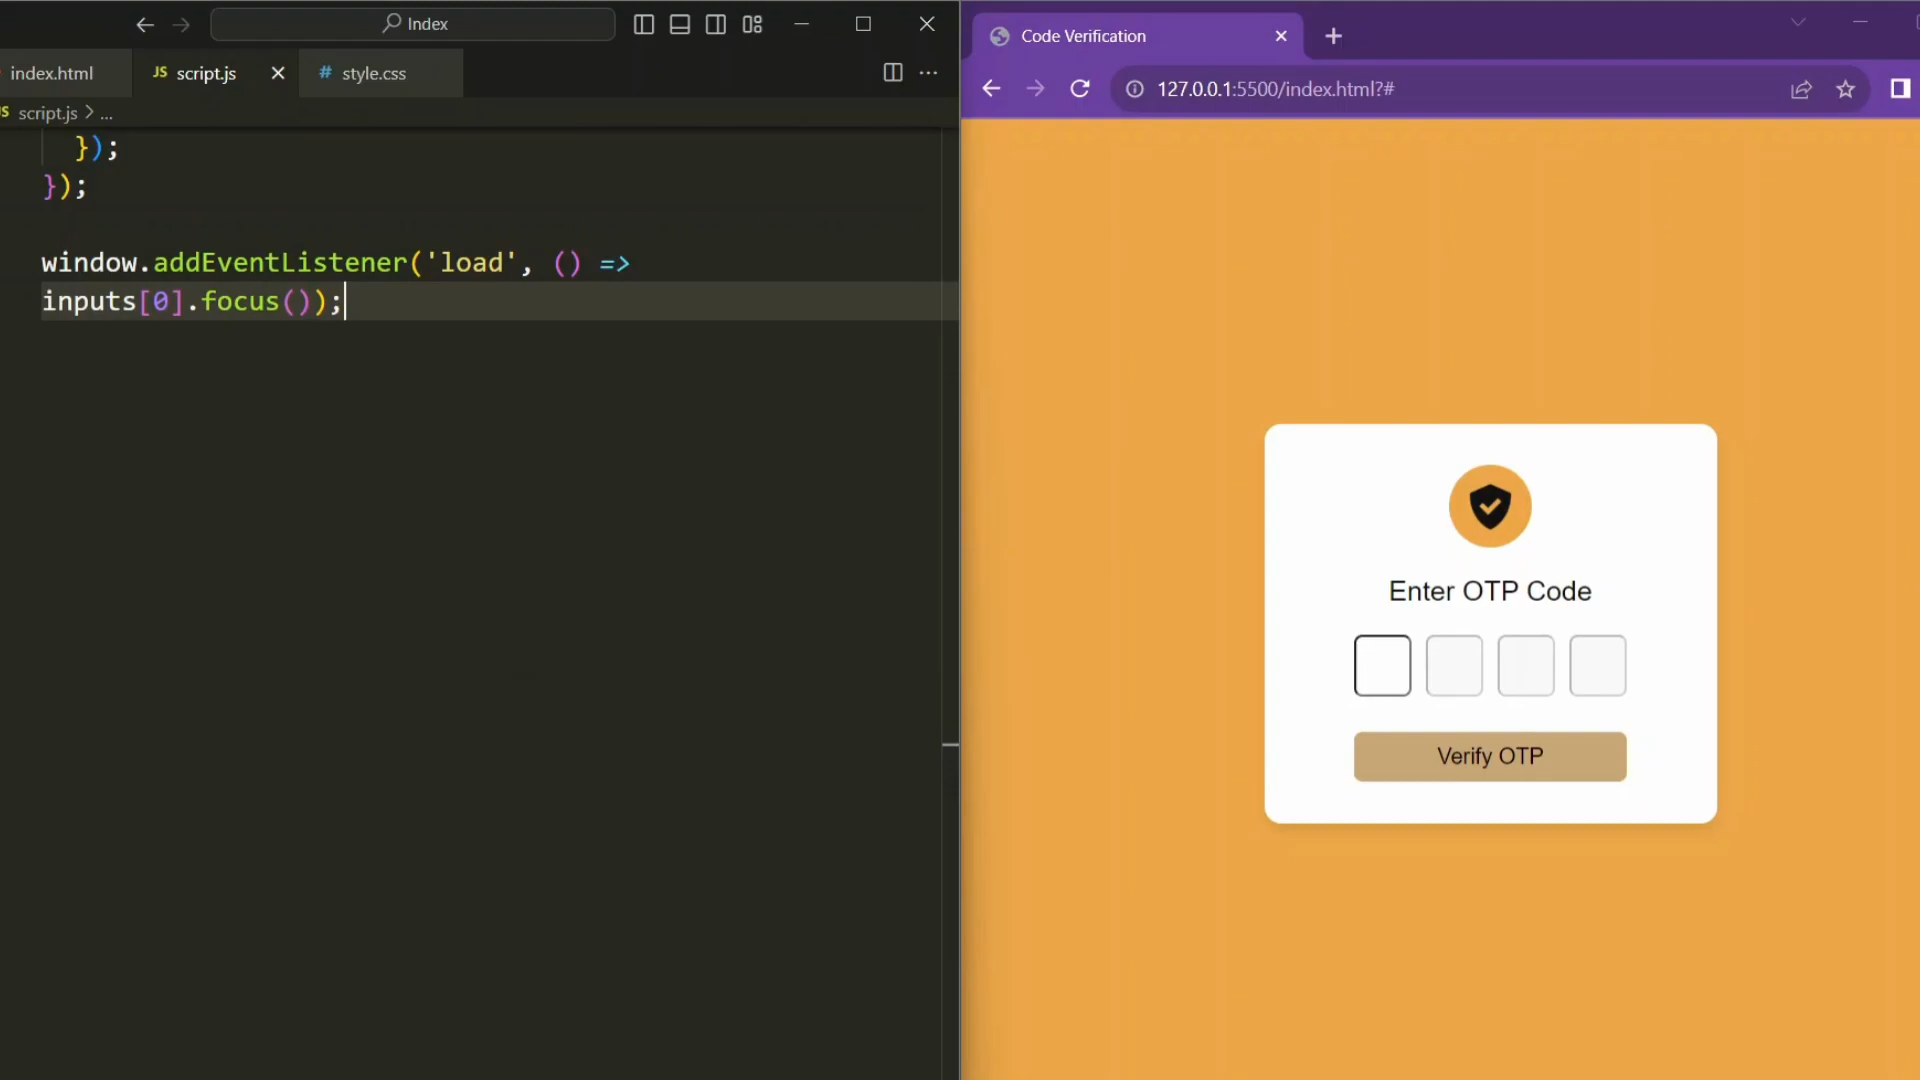 Index
index.html
JS script.js
# style.css
script.js > ...
});
});
window.addEventListener('load', () =>
inputs[0].focus());
Code Verification
127.0.0.1:5500/index.html?#
Enter OTP Code
Verify OTP